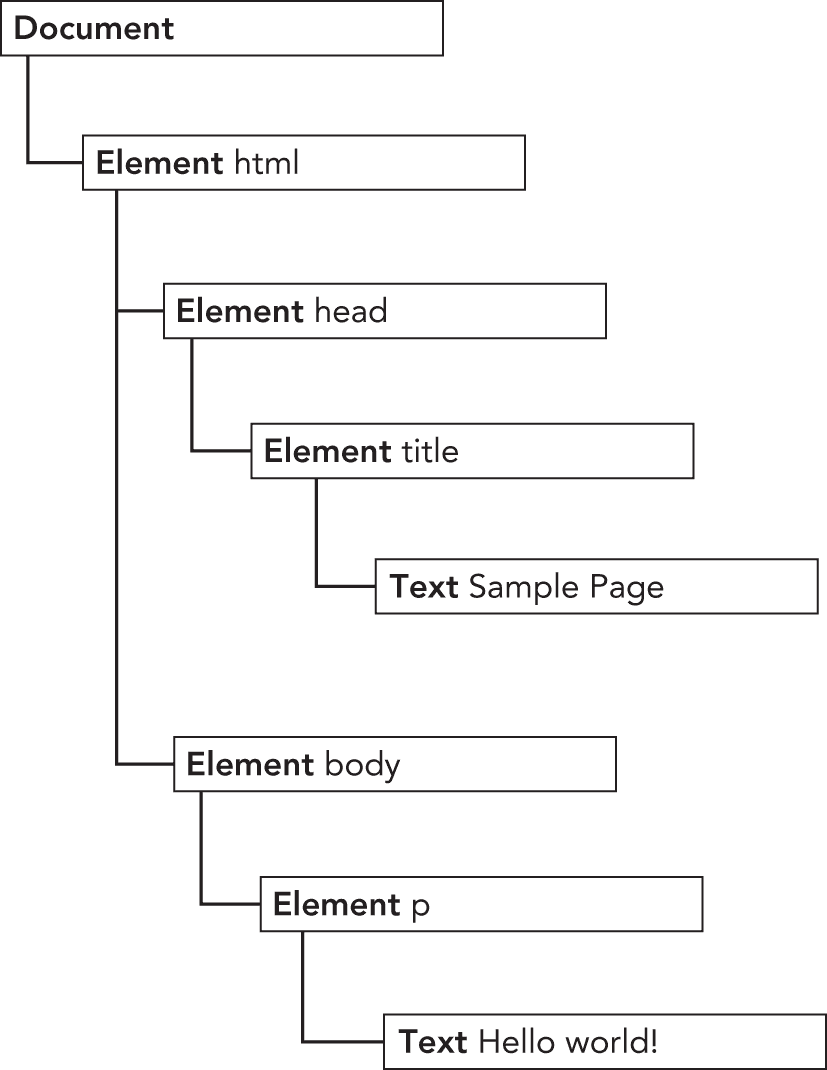 Document
Element html
Element head
Element title
Text Sample Page
Element body
Element p
Text Hello world!